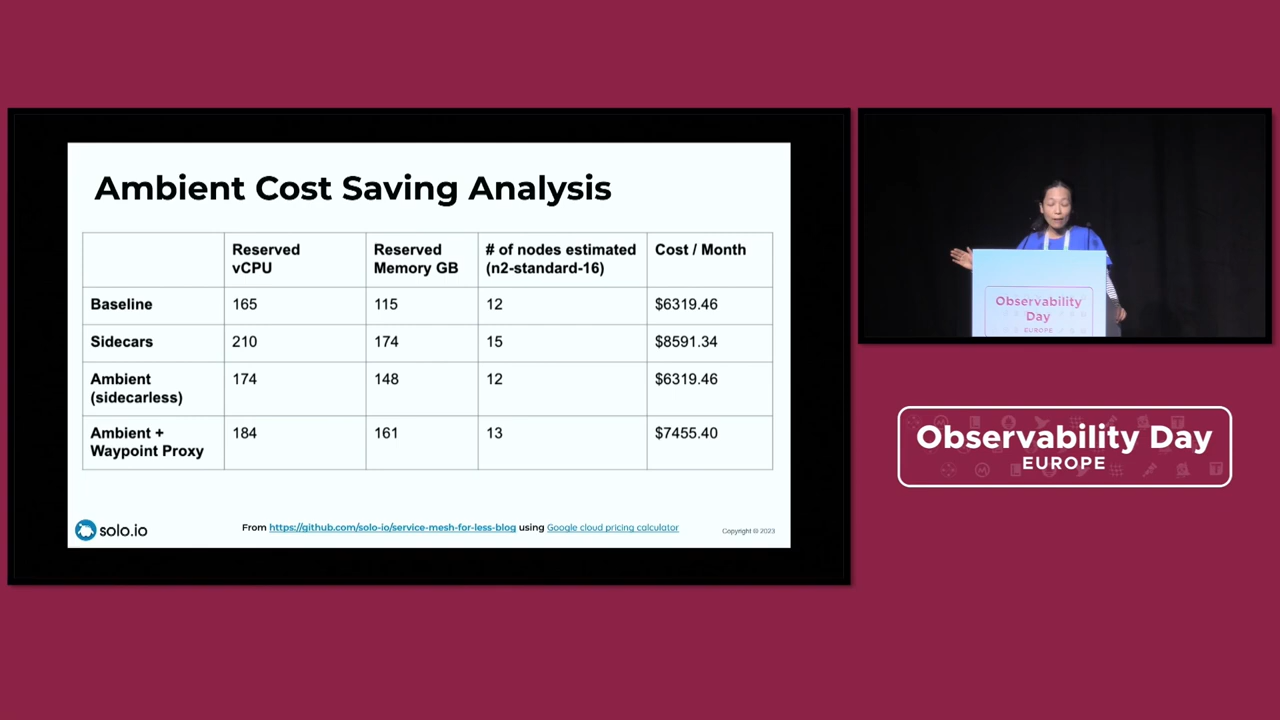 Ambient Cost Saving Analysis
Reserved vCPU
Reserved Memory GB
# of nodes estimated (n2-standard-16)
Cost / Month
Baseline 165 115 12 $6319.46
Sidecars 210 174 15 $8591.34
Ambient (sidecarless) 174 148 12 $6319.46
Ambient + Waypoint Proxy 184 161 13 $7455.40
solo.io
From https://github.com/solo-io/service-mesh-for-less-blog using Google cloud pricing calculator
Copyright © 2023
Observability
Day
EUROPE
Observability Day
EUROPE